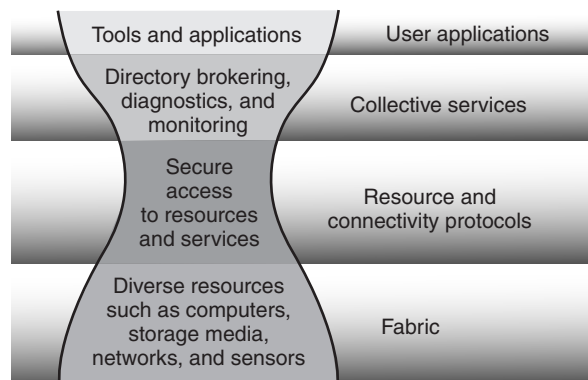 Tools and applications
User applications
Directory brokering,
diagnostics, and
monitoring
Collective services
Secure
access
to resources
and services
Resource and
connectivity protocols
Diverse resources
such as computers,
storage media,
networks, and sensors
Fabric